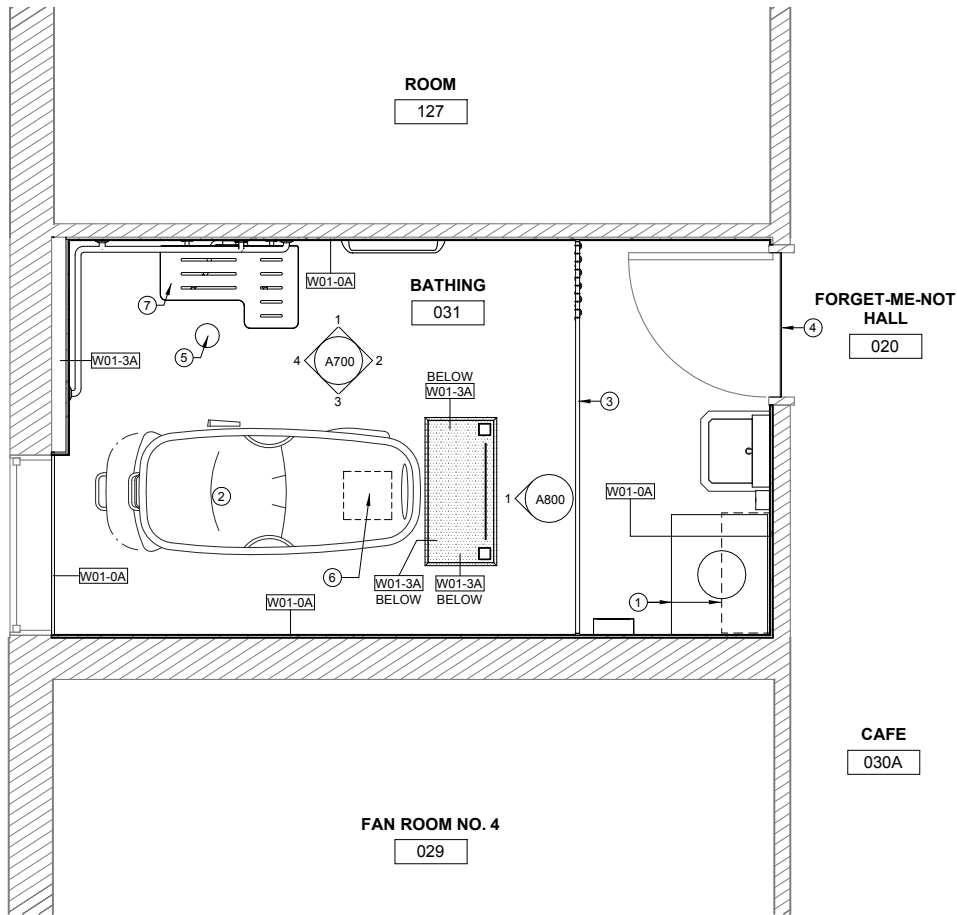 ROOM
127
W01-0A
BATHING
031
FORGET-ME-NOT
HALL
020
7
5
4
W01-3A
1
4
A700
2
3
BELOW
W01-3A
3
2
1
A800
W01-0A
W01-0A
6
W01-3A
BELOW
W01-3A
BELOW
W01-0A
1
CAFE
030A
FAN ROOM NO. 4
029